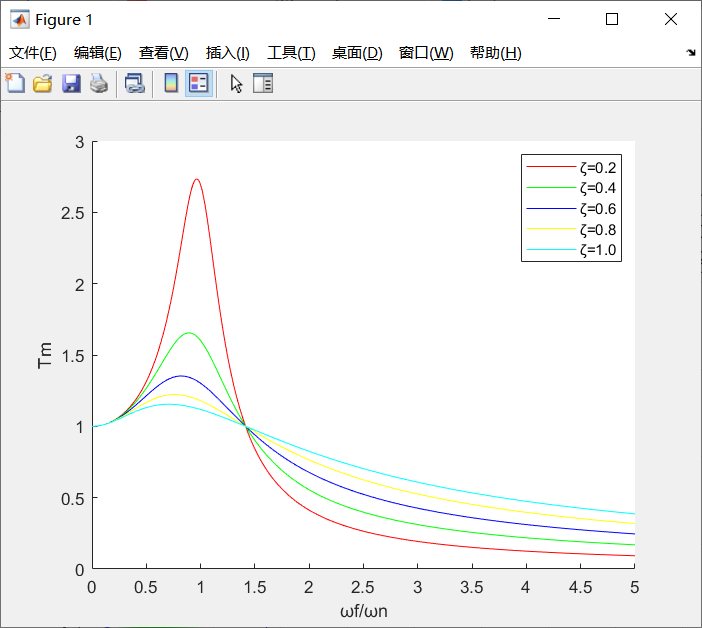 Figure 1
文件(F) 编辑(E) 查看(V) 插入(I) 工具(T) 桌面(D) 窗口(W) 帮助(H)
3
2.5
2
1.5
1
0.5
0
Tm
ζ=0.2
ζ=0.4
ζ=0.6
ζ=0.8
ζ=1.0
0 0.5 1 1.5 2 2.5 3 3.5 4 4.5 5
ωf/ωn